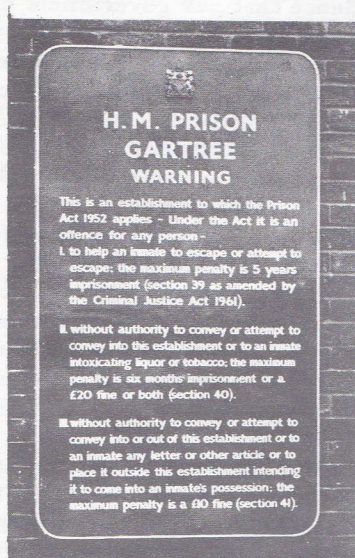 H. M. PRISON
GARTREE
WARNING
This is an establishment to which the Prison
Act 1952 applies - Under the Act it is an
offence for any person -
I. to help an inmate to escape or attempt to
escape: the maximum penalty is 5 years
imprisonment (section 39 as amended by
the Criminal Justice Act 1961).
II. without authority to convey or attempt to
convey into this establishment or to an inmate
intoxicating liquor or tobacco; the maximum
penalty is six months' imprisonment or a
£20 fine or both (section 40).
III. without authority to convey or attempt to
convey into or out of this establishment or to
an inmate any letter or other article or to
place it outside this establishment intending
it to come into an inmate's possession: the
maximum penalty is a £10 fine (section 41).